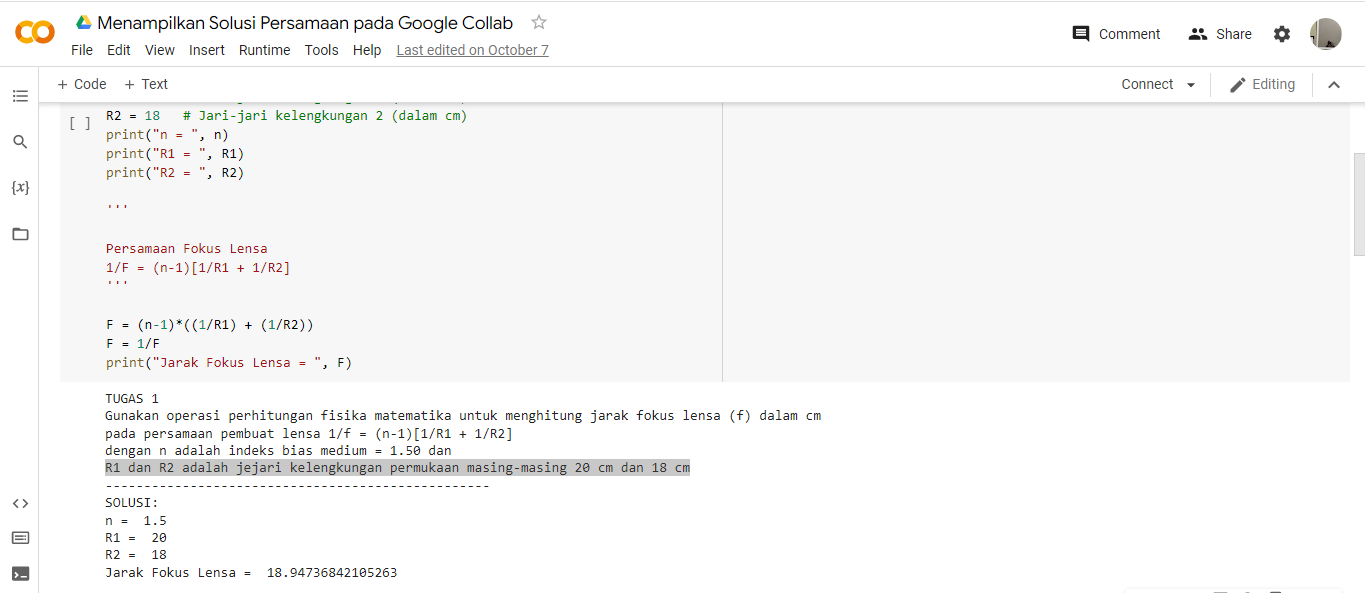 Menampilkan Solusi Persamaan pada Google Collab
File Edit View Insert Runtime Tools Help Last edited on October 7
Comment Share
+ Code + Text
Connect Editing
[ ]
R2 = 18 # Jari-jari kelengkungan 2 (dalam cm)
print("n = ", n)
print("R1 = ", R1)
print("R2 = ", R2)
'''
Persamaan Fokus Lensa
1/F = (n-1)[1/R1 + 1/R2]
'''
F = (n-1)*((1/R1) + (1/R2))
F = 1/F
print("Jarak Fokus Lensa = ", F)
TUGAS 1
Gunakan operasi perhitungan fisika matematika untuk menghitung jarak fokus lensa (f) dalam cm
pada persamaan pembuat lensa 1/f = (n-1)[1/R1 + 1/R2]
dengan n adalah indeks bias medium = 1.50 dan
R1 dan R2 adalah jejari kelengkungan permukaan masing-masing 20 cm dan 18 cm
--------------------------------------------------
SOLUSI:
n =  1.5
R1 =  20
R2 =  18
Jarak Fokus Lensa =  18.94736842105263
{x}
<>